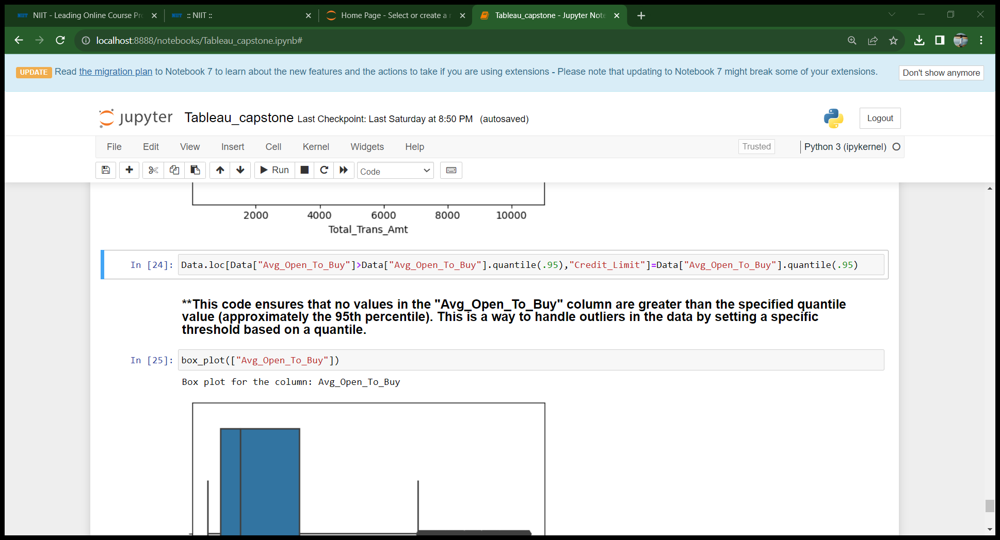 NIIT NIIT - Leading Online Course Pro
NIIT :: NIIT ::
Home Page - Select or create a n
Tableau_capstone - Jupyter Note
localhost:8888/notebooks/Tableau_capstone.ipynb#
UPDATE Read the migration plan to Notebook 7 to learn about the new features and the actions to take if you are using extensions - Please note that updating to Notebook 7 might break some of your extensions. Don't show anymore
jupyter Tableau_capstone Last Checkpoint: Last Saturday at 8:50 PM (autosaved) Logout
File Edit View Insert Cell Kernel Widgets Help Trusted Python 3 (ipykernel)
Run Code
2000 4000 6000 8000 10000
Total_Trans_Amt
In [24]: Data.loc[Data["Avg_Open_To_Buy"]>Data["Avg_Open_To_Buy"].quantile(.95),"Credit_Limit"]=Data["Avg_Open_To_Buy"].quantile(.95)
**This code ensures that no values in the "Avg_Open_To_Buy" column are greater than the specified quantile
value (approximately the 95th percentile). This is a way to handle outliers in the data by setting a specific
threshold based on a quantile.
In [25]: box_plot(["Avg_Open_To_Buy"])
Box plot for the column: Avg_Open_To_Buy